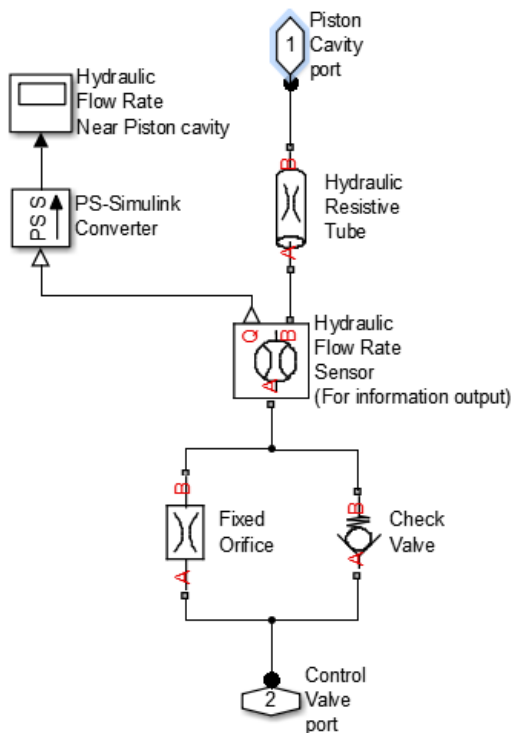 1
Piston
Cavity
port
Hydraulic
Flow Rate
Near Piston cavity
B
Hydraulic
Resistive
Tube
A
PS S
PS-Simulink
Converter
Q
B
A
Hydraulic
Flow Rate
Sensor
(For information output)
B
A
Fixed
Orifice
B
A
Check
Valve
2
Control
Valve
port